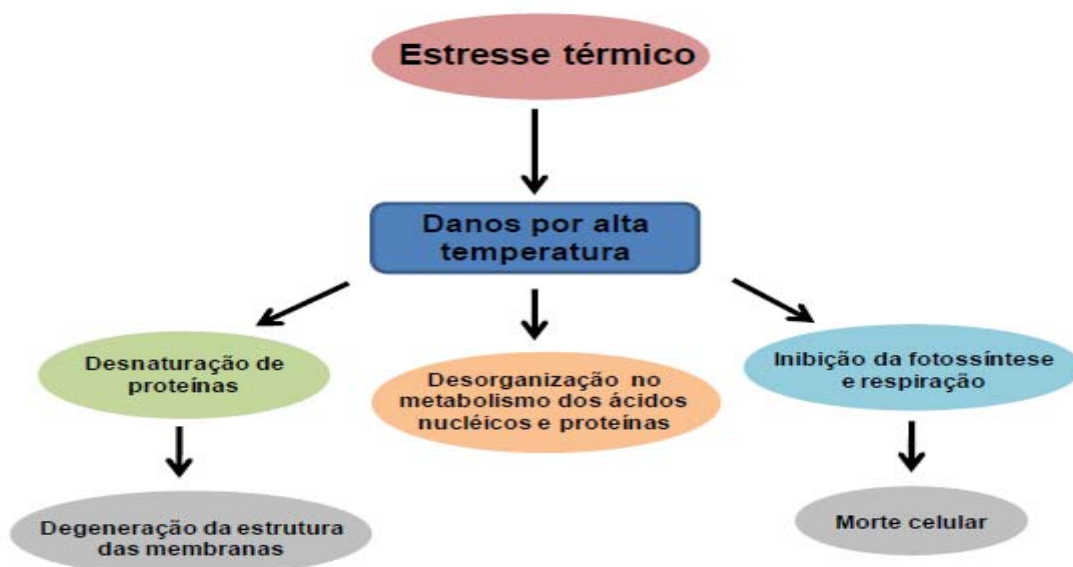 Estresse térmico
Danos por alta
temperatura
Desnaturação de
proteínas
Desorganização no
metabolismo dos ácidos
nucléicos e proteínas
Inibição da fotossíntese
e respiração
Degeneração da estrutura
das membranas
Morte celular